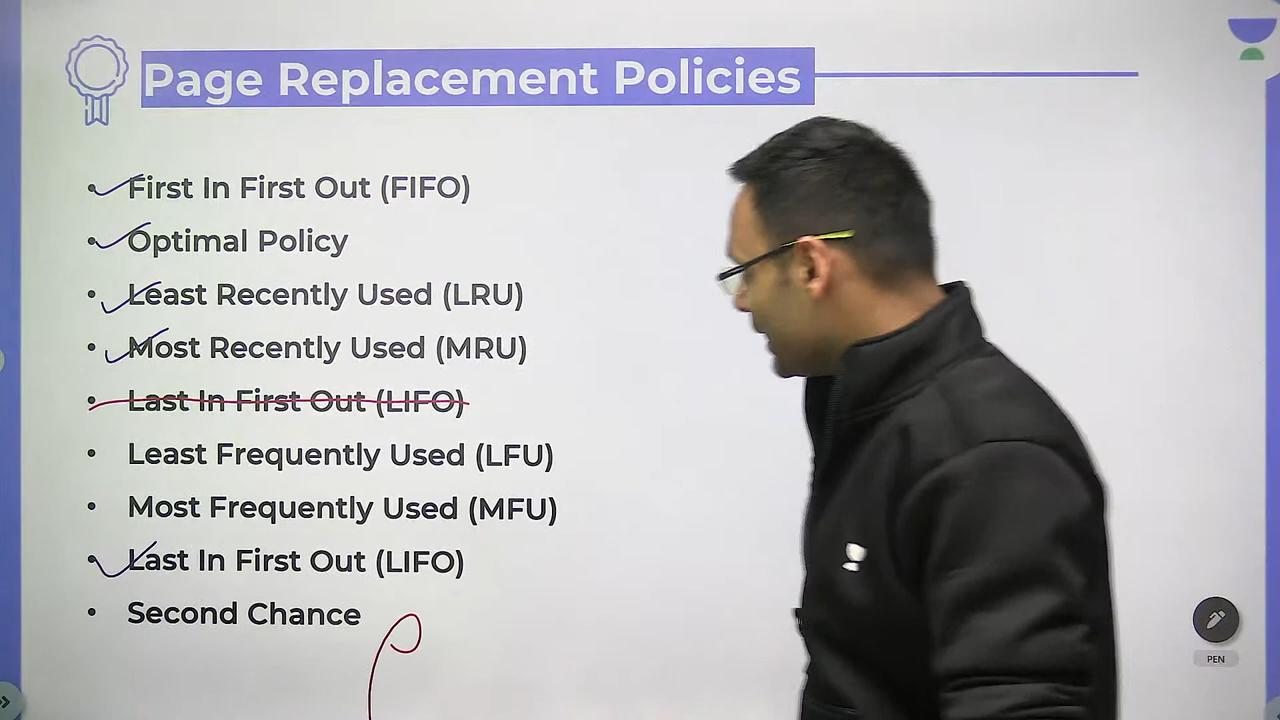 Page Replacement Policies
• First In First Out (FIFO)
• Optimal Policy
• Least Recently Used (LRU)
• Most Recently Used (MRU)
• Last In First Out (LIFO)
• Least Frequently Used (LFU)
• Most Frequently Used (MFU)
• Last In First Out (LIFO)
• Second Chance
PEN